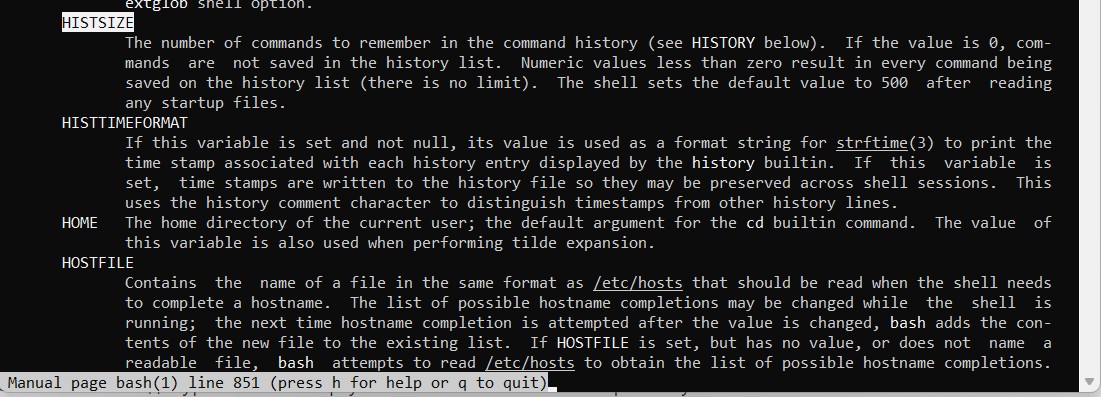 extglob shell option.
HISTSIZE
The number of commands to remember in the command history (see HISTORY below).  If the value is 0, com-
mands  are  not saved in the history list.  Numeric values less than zero result in every command being
saved on the history list (there is no limit).  The shell sets the default value to 500  after  reading
any startup files.
HISTTIMEFORMAT
If this variable is set and not null, its value is used as a format string for strftime(3) to print the
time stamp associated with each history entry displayed by the history builtin.  If  this  variable  is
set,  time stamps are written to the history file so they may be preserved across shell sessions.  This
uses the history comment character to distinguish timestamps from other history lines.
HOME   The home directory of the current user; the default argument for the cd builtin command.  The value  of
this variable is also used when performing tilde expansion.
HOSTFILE
Contains  the  name of a file in the same format as /etc/hosts that should be read when the shell needs
to complete a hostname.  The list of possible hostname completions may be changed while  the  shell  is
running;  the next time hostname completion is attempted after the value is changed, bash adds the con-
tents of the new file to the existing list.  If HOSTFILE is set, but has no value, or does not  name  a
readable  file,  bash  attempts to read /etc/hosts to obtain the list of possible hostname completions.
Manual page bash(1) line 851 (press h for help or q to quit)